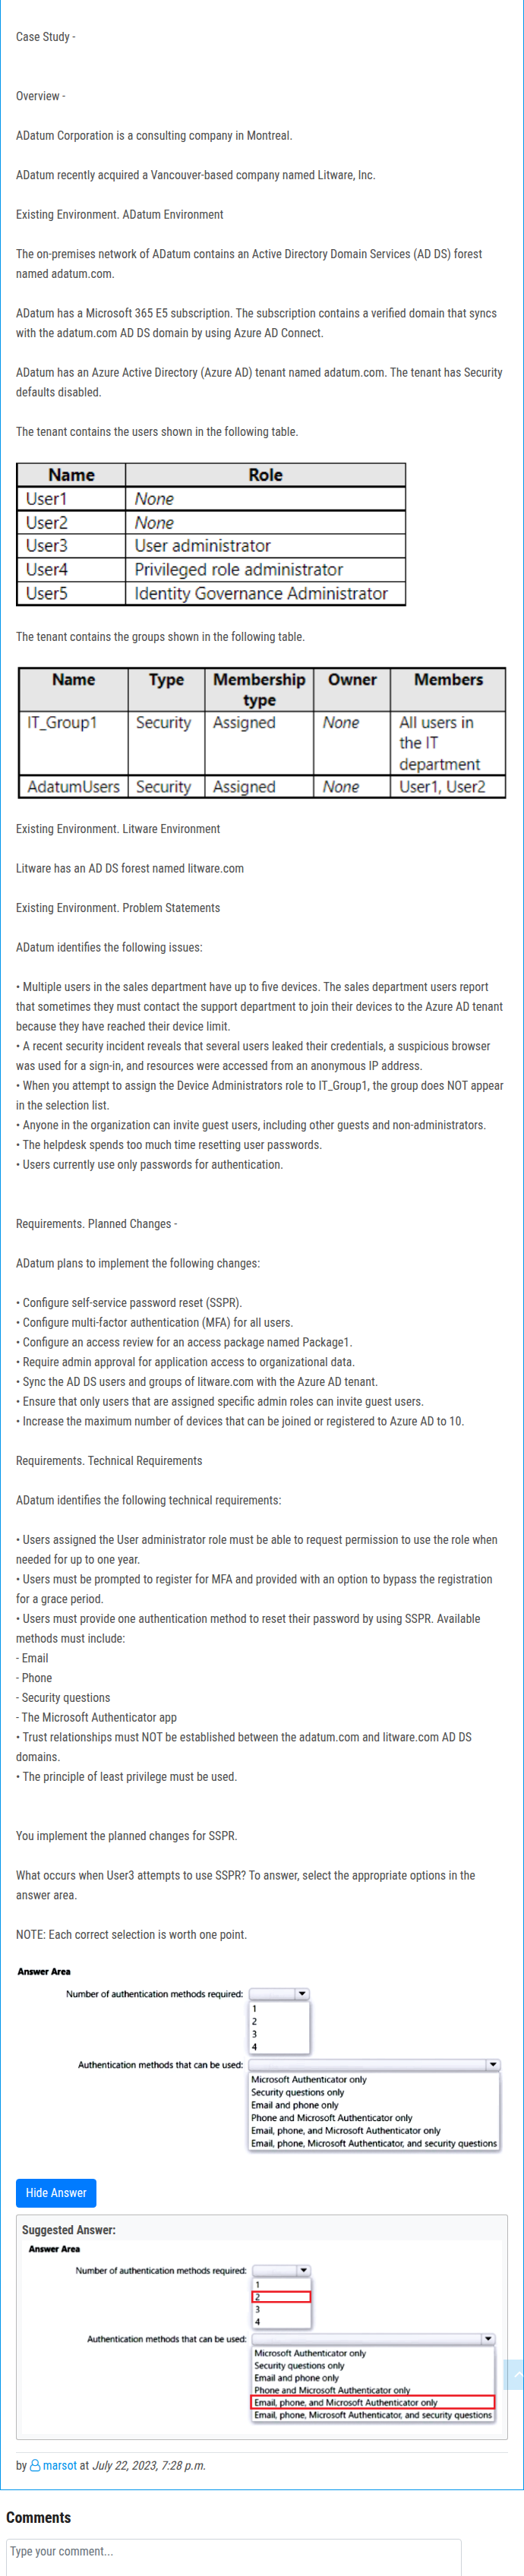 Case Study -
Overview -
ADatum Corporation is a consulting company in Montreal.
ADatum recently acquired a Vancouver-based company named Litware, Inc.
Existing Environment. ADatum Environment
The on-premises network of ADatum contains an Active Directory Domain Services (AD DS) forest
named adatum.com.
ADatum has a Microsoft 365 E5 subscription. The subscription contains a verified domain that syncs
with the adatum.com AD DS domain by using Azure AD Connect.
ADatum has an Azure Active Directory (Azure AD) tenant named adatum.com. The tenant has Security
defaults disabled.
The tenant contains the users shown in the following table.
Name Role
User1 None
User2 None
User3 User administrator
User4 Privileged role administrator
User5 Identity Governance Administrator
The tenant contains the groups shown in the following table.
Name Type Membership Owner Members
type
IT_Group1 Security Assigned None All users in
the IT
department
AdatumUsers Security Assigned None User1, User2
Existing Environment. Litware Environment
Litware has an AD DS forest named litware.com
Existing Environment. Problem Statements
ADatum identifies the following issues:
• Multiple users in the sales department have up to five devices. The sales department users report
that sometimes they must contact the support department to join their devices to the Azure AD tenant
because they have reached their device limit.
• A recent security incident reveals that several users leaked their credentials, a suspicious browser
was used for a sign-in, and resources were accessed from an anonymous IP address.
• When you attempt to assign the Device Administrators role to IT_Group1, the group does NOT appear
in the selection list.
• Anyone in the organization can invite guest users, including other guests and non-administrators.
• The helpdesk spends too much time resetting user passwords.
• Users currently use only passwords for authentication.
Requirements. Planned Changes -
ADatum plans to implement the following changes:
• Configure self-service password reset (SSPR).
• Configure multi-factor authentication (MFA) for all users.
• Configure an access review for an access package named Package1.
• Require admin approval for application access to organizational data.
• Sync the AD DS users and groups of litware.com with the Azure AD tenant.
• Ensure that only users that are assigned specific admin roles can invite guest users.
• Increase the maximum number of devices that can be joined or registered to Azure AD to 10.
Requirements. Technical Requirements
ADatum identifies the following technical requirements:
• Users assigned the User administrator role must be able to request permission to use the role when
needed for up to one year.
• Users must be prompted to register for MFA and provided with an option to bypass the registration
for a grace period.
• Users must provide one authentication method to reset their password by using SSPR. Available
methods must include:
- Email
- Phone
- Security questions
- The Microsoft Authenticator app
• Trust relationships must NOT be established between the adatum.com and litware.com AD DS
domains.
• The principle of least privilege must be used.
You implement the planned changes for SSPR.
What occurs when User3 attempts to use SSPR? To answer, select the appropriate options in the
answer area.
NOTE: Each correct selection is worth one point.
Answer Area
Number of authentication methods required:
1
2
3
4
Authentication methods that can be used:
Microsoft Authenticator only
Security questions only
Email and phone only
Phone and Microsoft Authenticator only
Email, phone, and Microsoft Authenticator only
Email, phone, Microsoft Authenticator, and security questions
Hide Answer
Suggested Answer:
Answer Area
Number of authentication methods required:
1
2
3
4
Authentication methods that can be used:
Microsoft Authenticator only
Security questions only
Email and phone only
Phone and Microsoft Authenticator only
Email, phone, and Microsoft Authenticator only
Email, phone, Microsoft Authenticator, and security questions
by marsot at July 22, 2023, 7:28 p.m.
Comments
Type your comment...